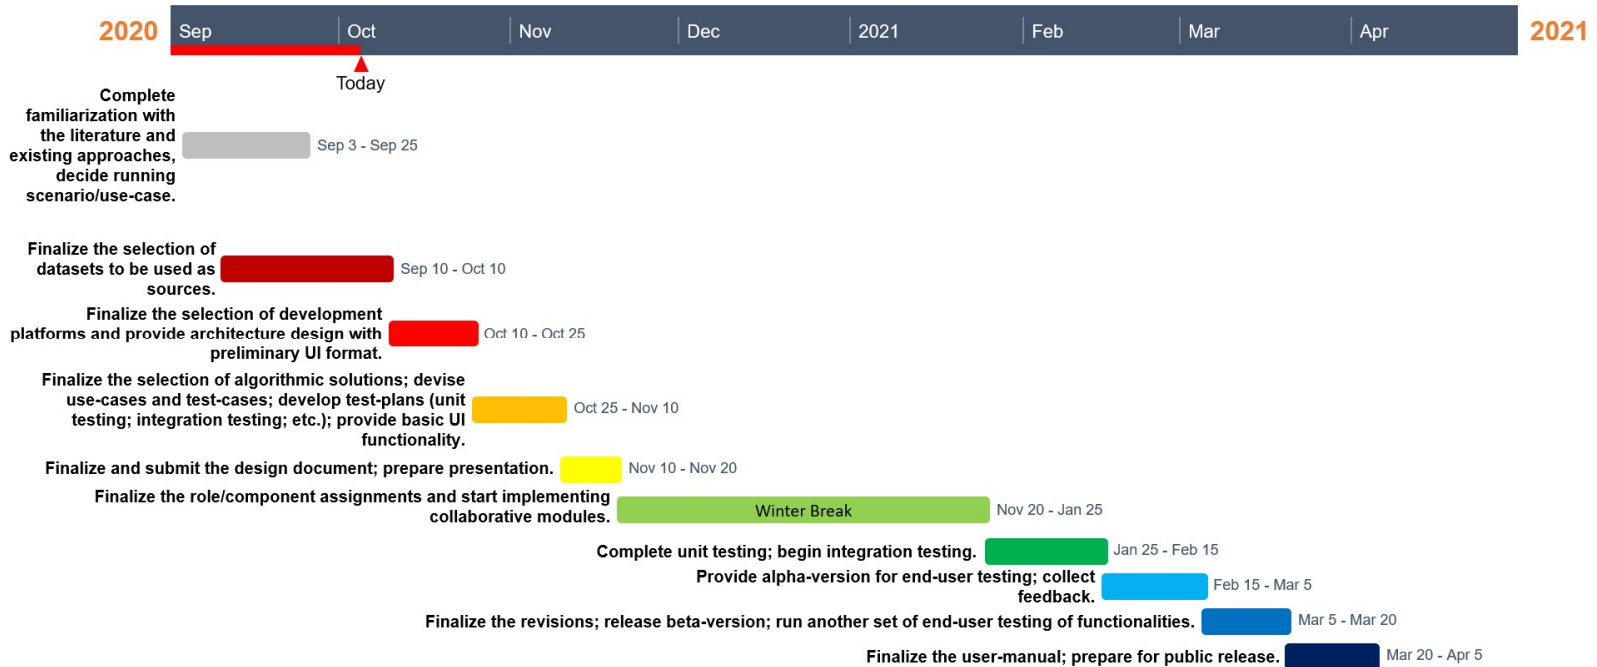 2020 Sep Oct Nov Dec 2021 Feb Mar Apr 2021
Today
Complete
familiarization with
the literature and
existing approaches,
decide running
scenario/use-case.
Sep 3 - Sep 25
Finalize the selection of
datasets to be used as
sources.
Sep 10 - Oct 10
Finalize the selection of development
platforms and provide architecture design with
preliminary UI format.
Oct 10 - Oct 25
Finalize the selection of algorithmic solutions; devise
use-cases and test-cases; develop test-plans (unit
testing; integration testing; etc.); provide basic UI
functionality.
Oct 25 - Nov 10
Finalize and submit the design document; prepare presentation.
Nov 10 - Nov 20
Finalize the role/component assignments and start implementing
collaborative modules.
Winter Break
Nov 20 - Jan 25
Complete unit testing; begin integration testing.
Jan 25 - Feb 15
Provide alpha-version for end-user testing; collect
feedback.
Feb 15 - Mar 5
Finalize the revisions; release beta-version; run another set of end-user testing of functionalities.
Mar 5 - Mar 20
Finalize the user-manual; prepare for public release.
Mar 20 - Apr 5